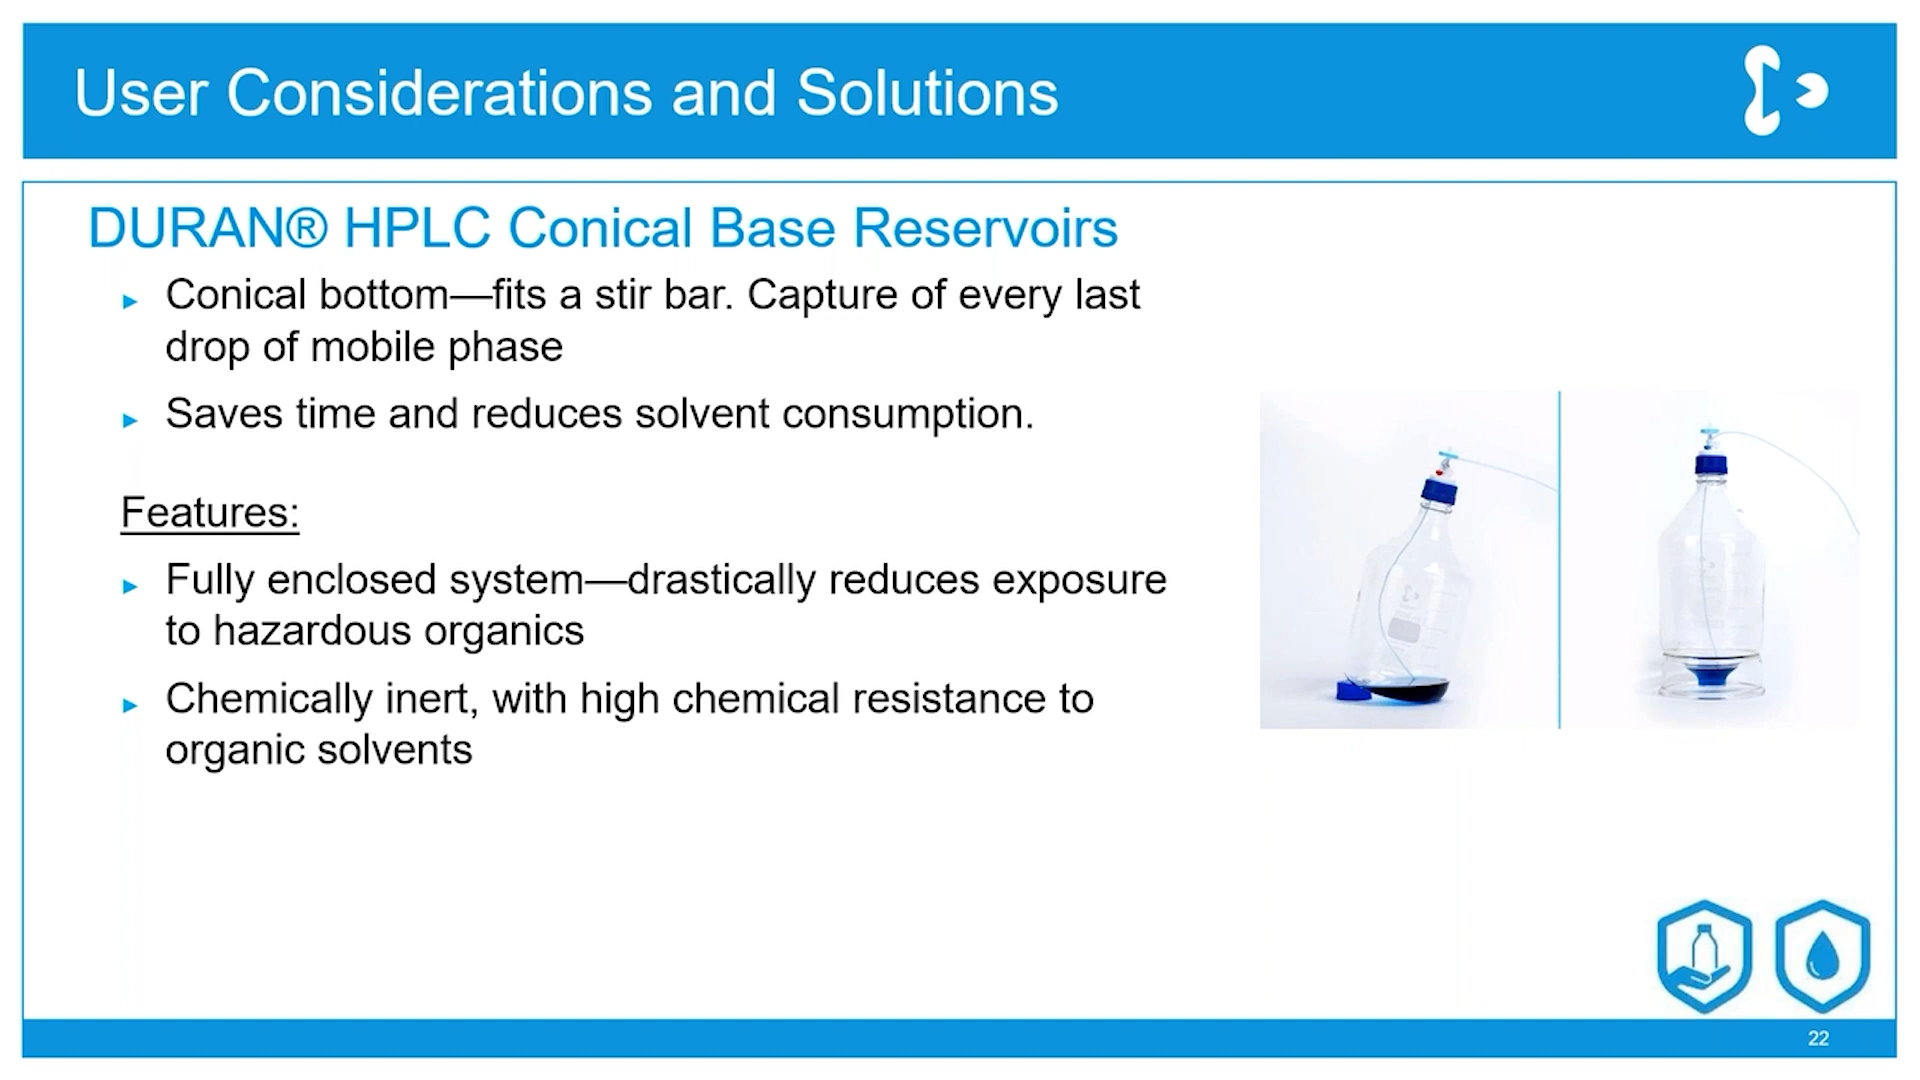 User Considerations and Solutions
DURAN® HPLC Conical Base Reservoirs
► Conical bottom—fits a stir bar. Capture of every last
drop of mobile phase
► Saves time and reduces solvent consumption.
Features:
► Fully enclosed system—drastically reduces exposure
to hazardous organics
► Chemically inert, with high chemical resistance to
organic solvents
22